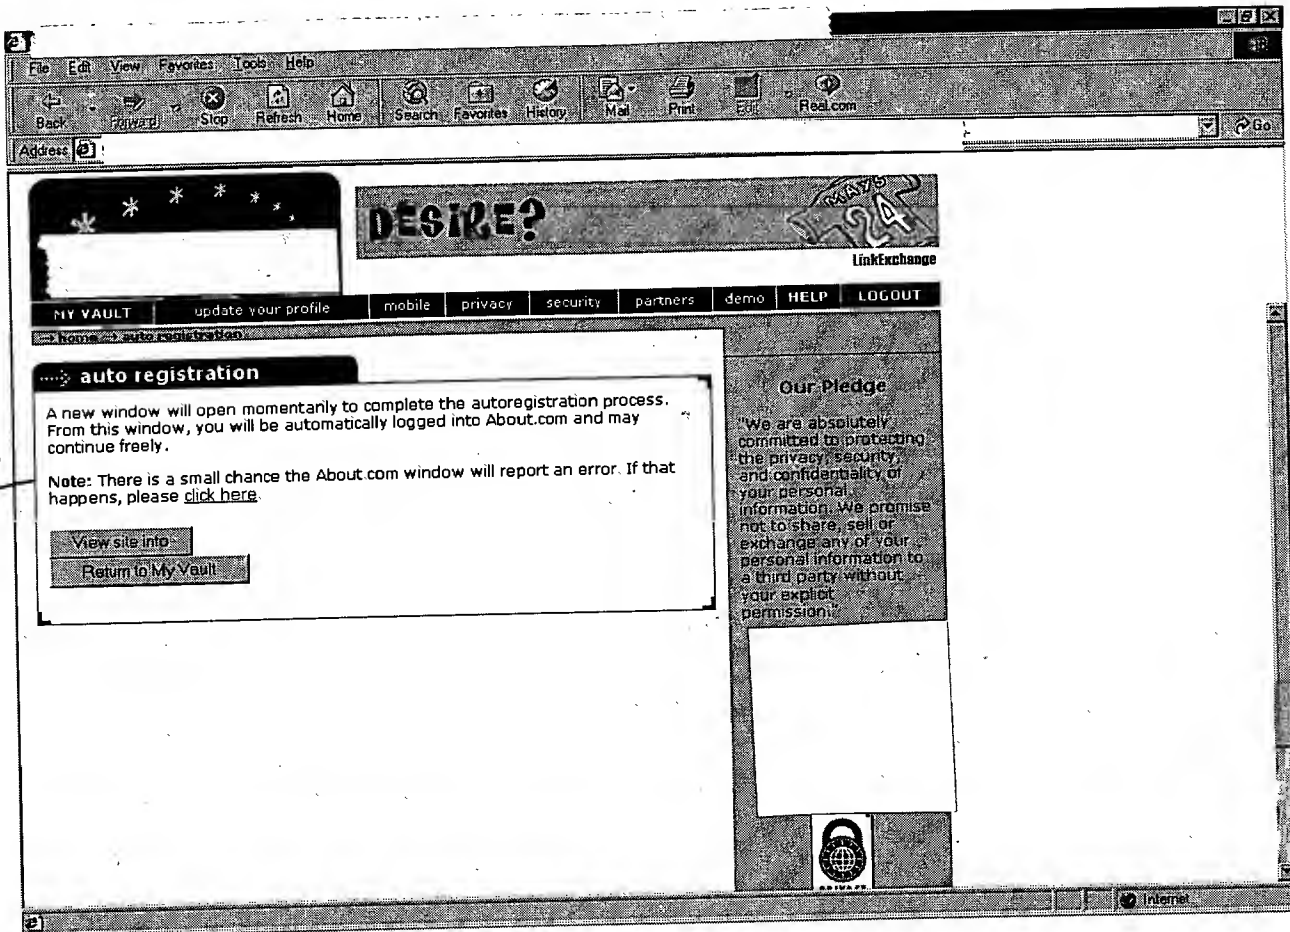 File Edit View Favorites Tools Help
Back Forward Stop Refresh Home Search Favorites History Mail Print Edit Real.com
Address Go
DESIRE? MAY'S 24
LinkExchange
MY VAULT update your profile mobile privacy security partners demo HELP LOGOUT
home auto registration
auto registration
A new window will open momentarily to complete the autoregistration process.
From this window, you will be automatically logged into About.com and may
continue freely.
Note: There is a small chance the About.com window will report an error. If that
happens, please click here.
View site info
Return to My Vault
Our Pledge
"We are absolutely
committed to protecting
the privacy, security,
and confidentiality of
your personal
information. We promise
not to share, sell or
exchange any of your
personal information to
a third party without
your explicit
permission."
PRIVACY
Internet